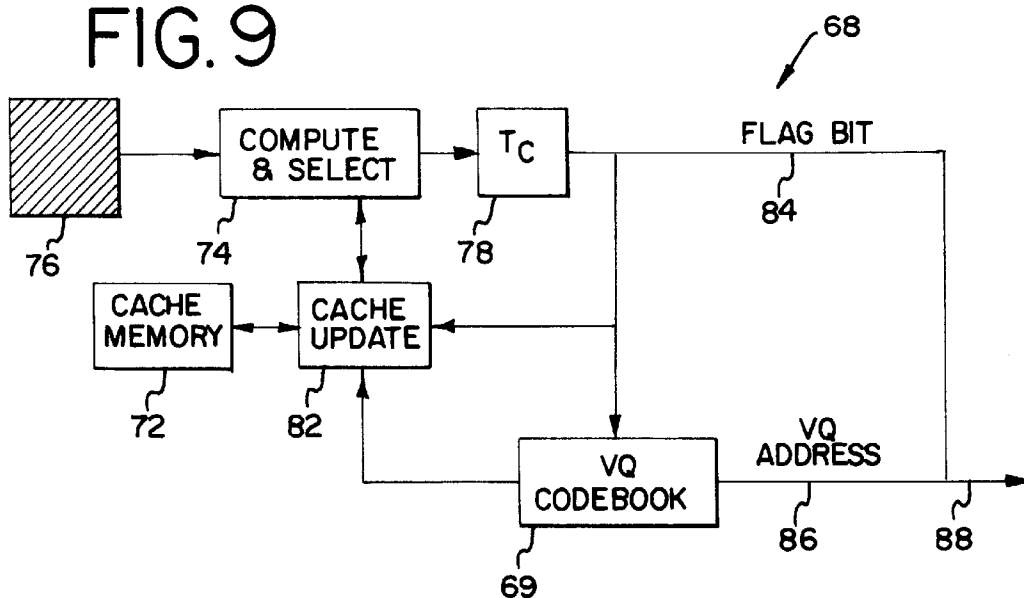 FIG. 9
68
COMPUTE
& SELECT
TC
FLAG BIT
76
74
78
84
CACHE
MEMORY
CACHE
UPDATE
72
82
VQ
CODEBOOK
VQ
ADDRESS
69
86
88